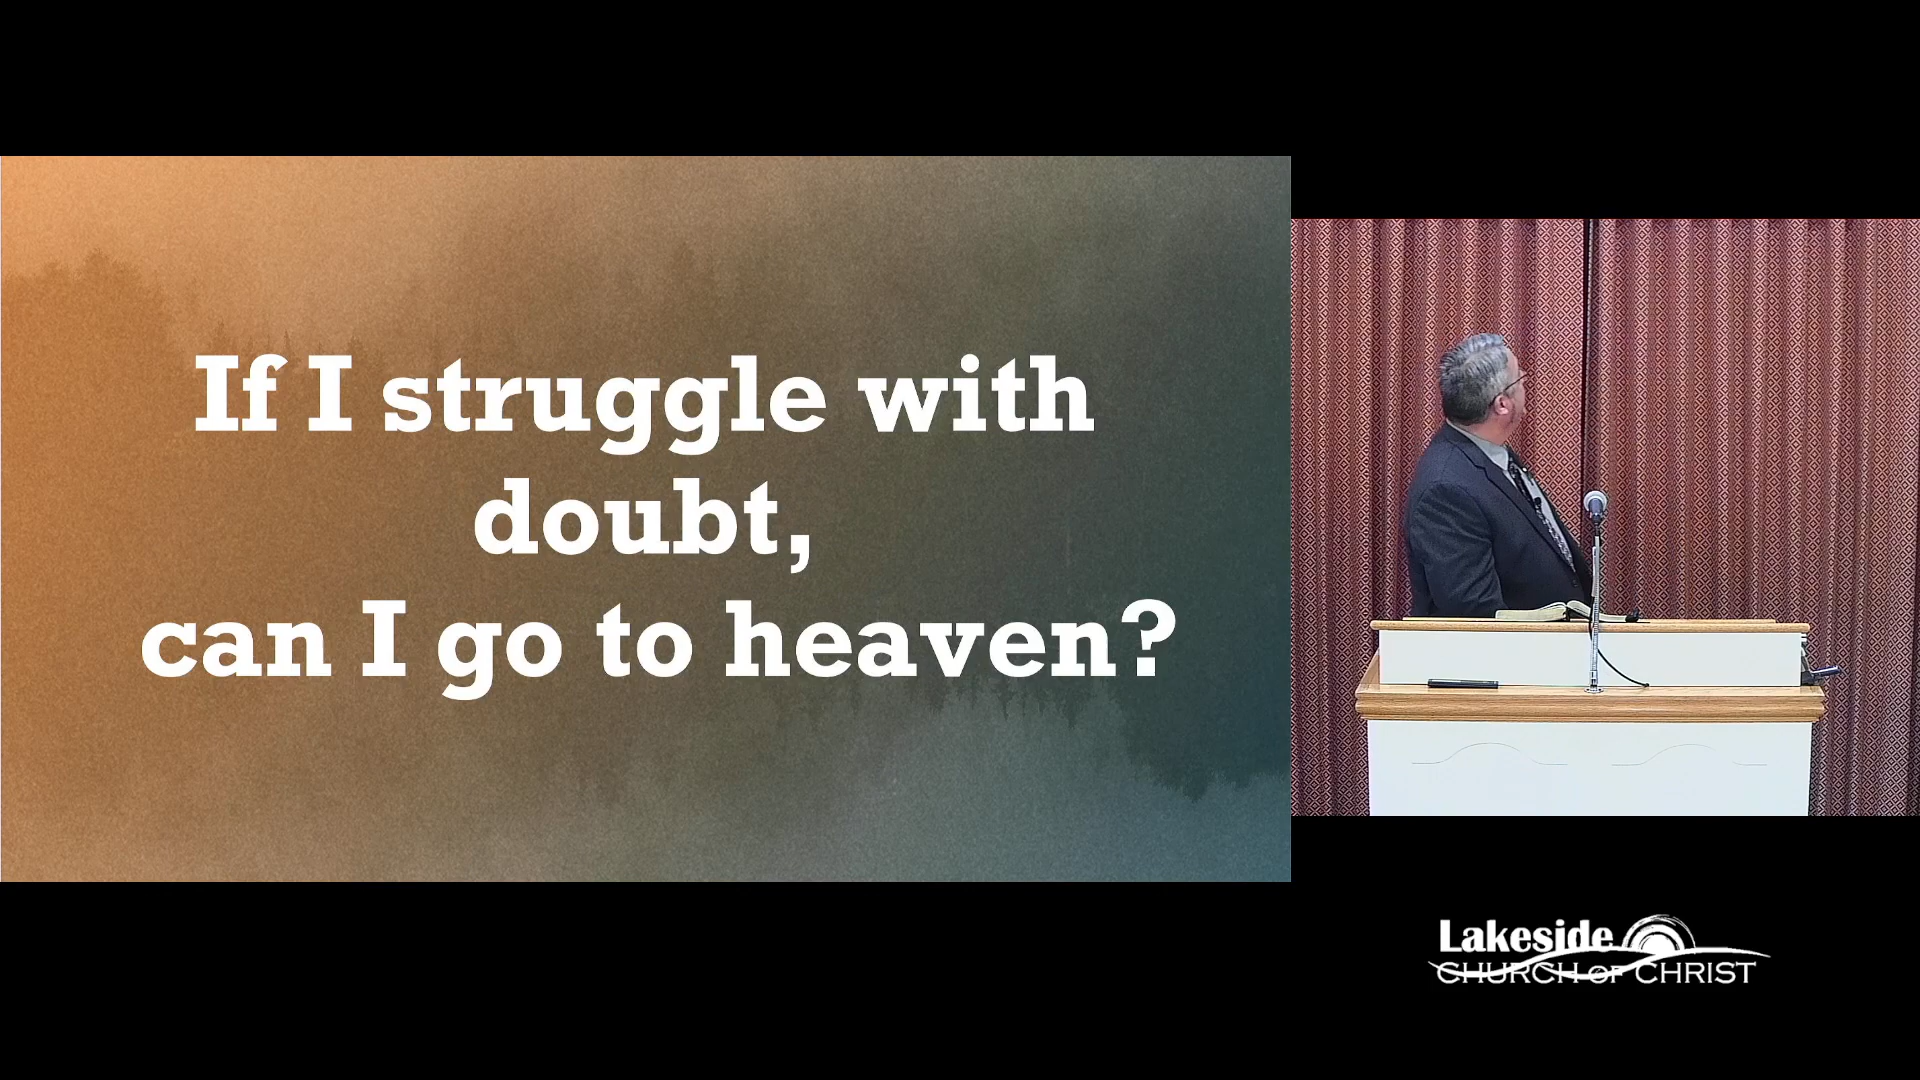 If I struggle with
doubt,
can I go to heaven?
Lakeside
CHURCH OF CHRIST